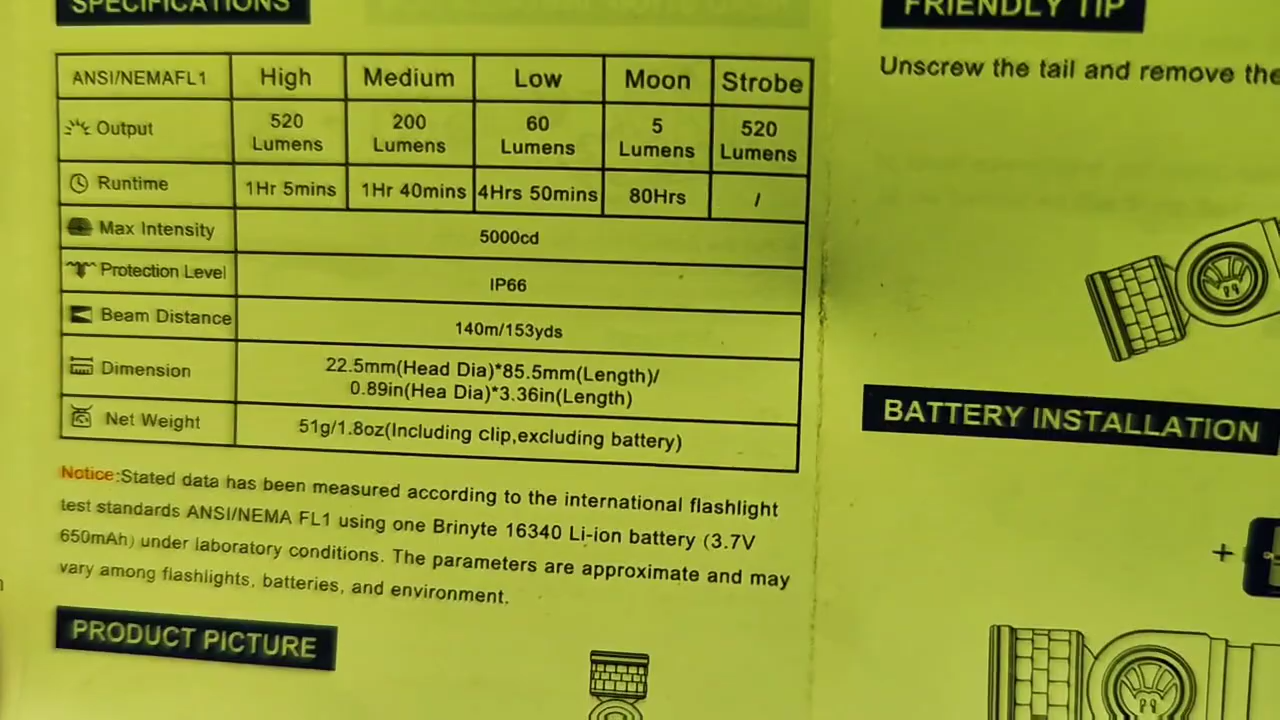 SPECIFICATIONS
ANSI/NEMAFL1 High Medium Low Moon Strobe
Output 520 Lumens 200 Lumens 60 Lumens 5 Lumens 520 Lumens
Runtime 1Hr 5mins 1Hr 40mins 4Hrs 50mins 80Hrs /
Max Intensity 5000cd
Protection Level IP66
Beam Distance 140m/153yds
Dimension 22.5mm(Head Dia)*85.5mm(Length)/
0.89in(Hea Dia)*3.36in(Length)
Net Weight 51g/1.8oz(Including clip,excluding battery)
Notice:Stated data has been measured according to the international flashlight
test standards ANSI/NEMA FL1 using one Brinyte 16340 Li-ion battery (3.7V
650mAh) under laboratory conditions. The parameters are approximate and may
vary among flashlights, batteries, and environment.
PRODUCT PICTURE
FRIENDLY TIP
Unscrew the tail and remove the
BATTERY INSTALLATION
+